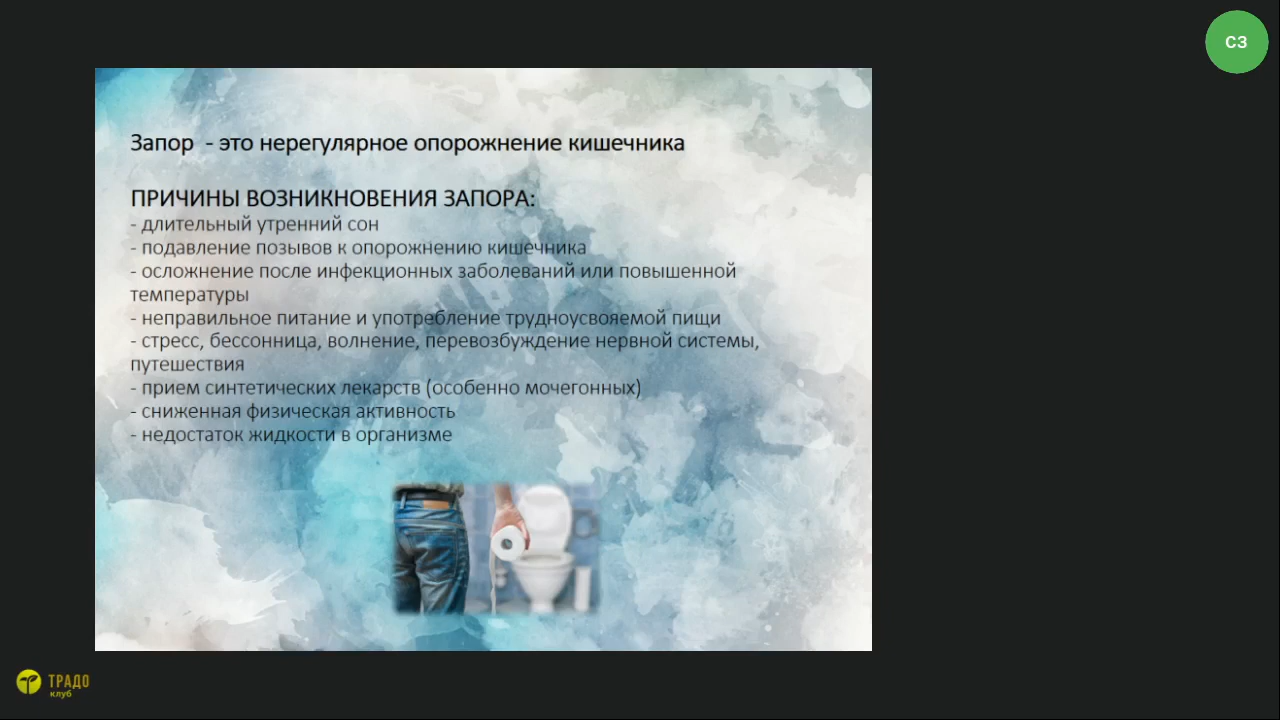 СЗ
Запор - это нерегулярное опорожнение кишечника
ПРИЧИНЫ ВОЗНИКНОВЕНИЯ ЗАПОРА:
- длительный утренний сон
- подавление позывов к опорожнению кишечника
- осложнение после инфекционных заболеваний или повышенной
температуры
- неправильное питание и употребление трудноусвояемой пищи
- стресс, бессонница, волнение, перевозбуждение нервной системы,
путешествия
- прием синтетических лекарств (особенно мочегонных)
- сниженная физическая активность
- недостаток жидкости в организме
ТРАДО
клуб